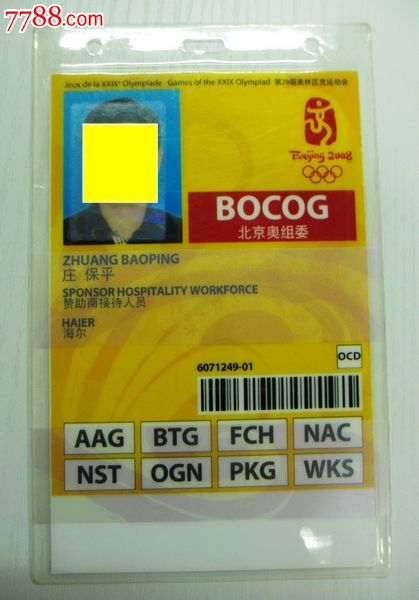 7788.com
Jeux de la XXIXe Olympiade Games of the XXIX Olympiad 第29届奥林匹克运动会
Beijing 2008
BOCOG
北京奥组委
ZHUANG BAOPING
庄 保平
SPONSOR HOSPITALITY WORKFORCE
赞助商接待人员
HAIER
海尔
OCD
6071249-01
AAG BTG FCH NAC
NST OGN PKG WKS